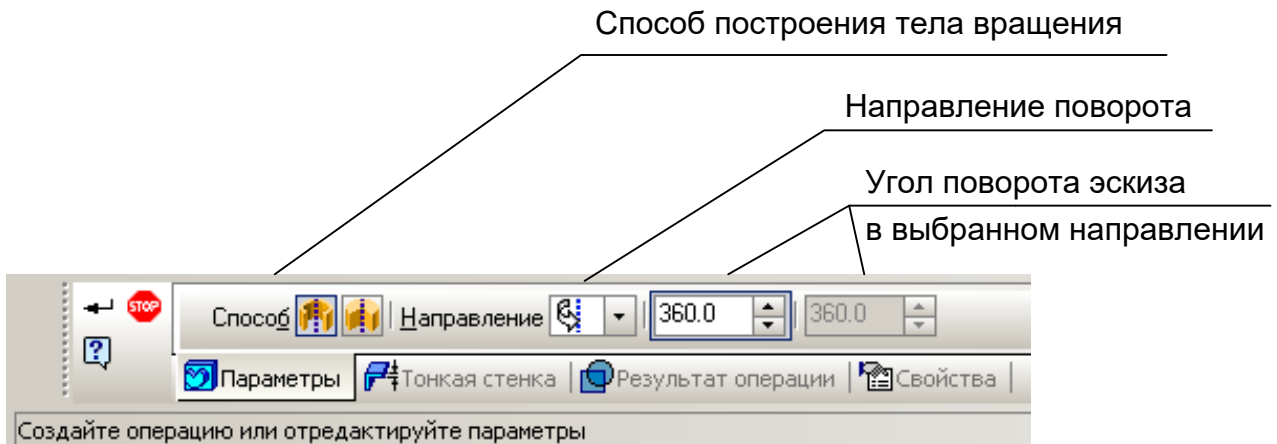 Способ построения тела вращения
Направление поворота
Угол поворота эскиза
в выбранном направлении
STOP Способ Направление 360.0 360.0
?
Параметры Тонкая стенка Результат операции Свойства
Создайте операцию или отредактируйте параметры